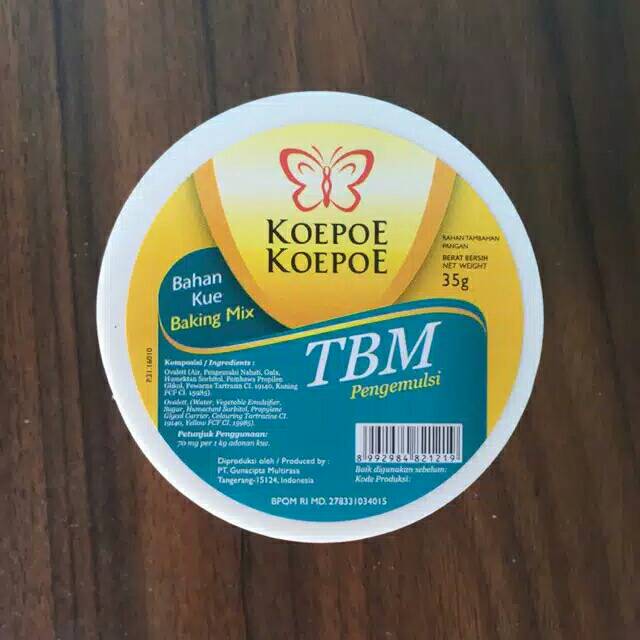 KOEPOE
KOEPOE
BAHAN TAMBAHAN
PANGAN
BERAT BERSIH
NET WEIGHT
35g
Bahan
Kue
Baking Mix
TBM
Pengemulsi
Komposisi / Ingredients :
Ovalett (Air, Pengemulsi Nabati, Gula,
Humektan Sorbitol, Pembawa Propilen
Glikol, Pewarna Tartrazin CI. 19140, Kuning
FCF CI. 15985).
Ovalett, (Water, Vegetable Emulsifier,
Sugar, Humectant Sorbitol, Propylene
Glycol Carrier, Colouring Tartrazine CI.
19140, Yellow FCF CI. 15985).
Petunjuk Penggunaan:
70 mg per 1 kg adonan kue.
Diproduksi oleh / Produced by :
PT. Gunacipta Multirasa
Tangerang-15124, Indonesia
8 992984 821219
Baik digunakan sebelum:
Kode Produksi:
BPOM RI MD. 278331034015
P.21.16010